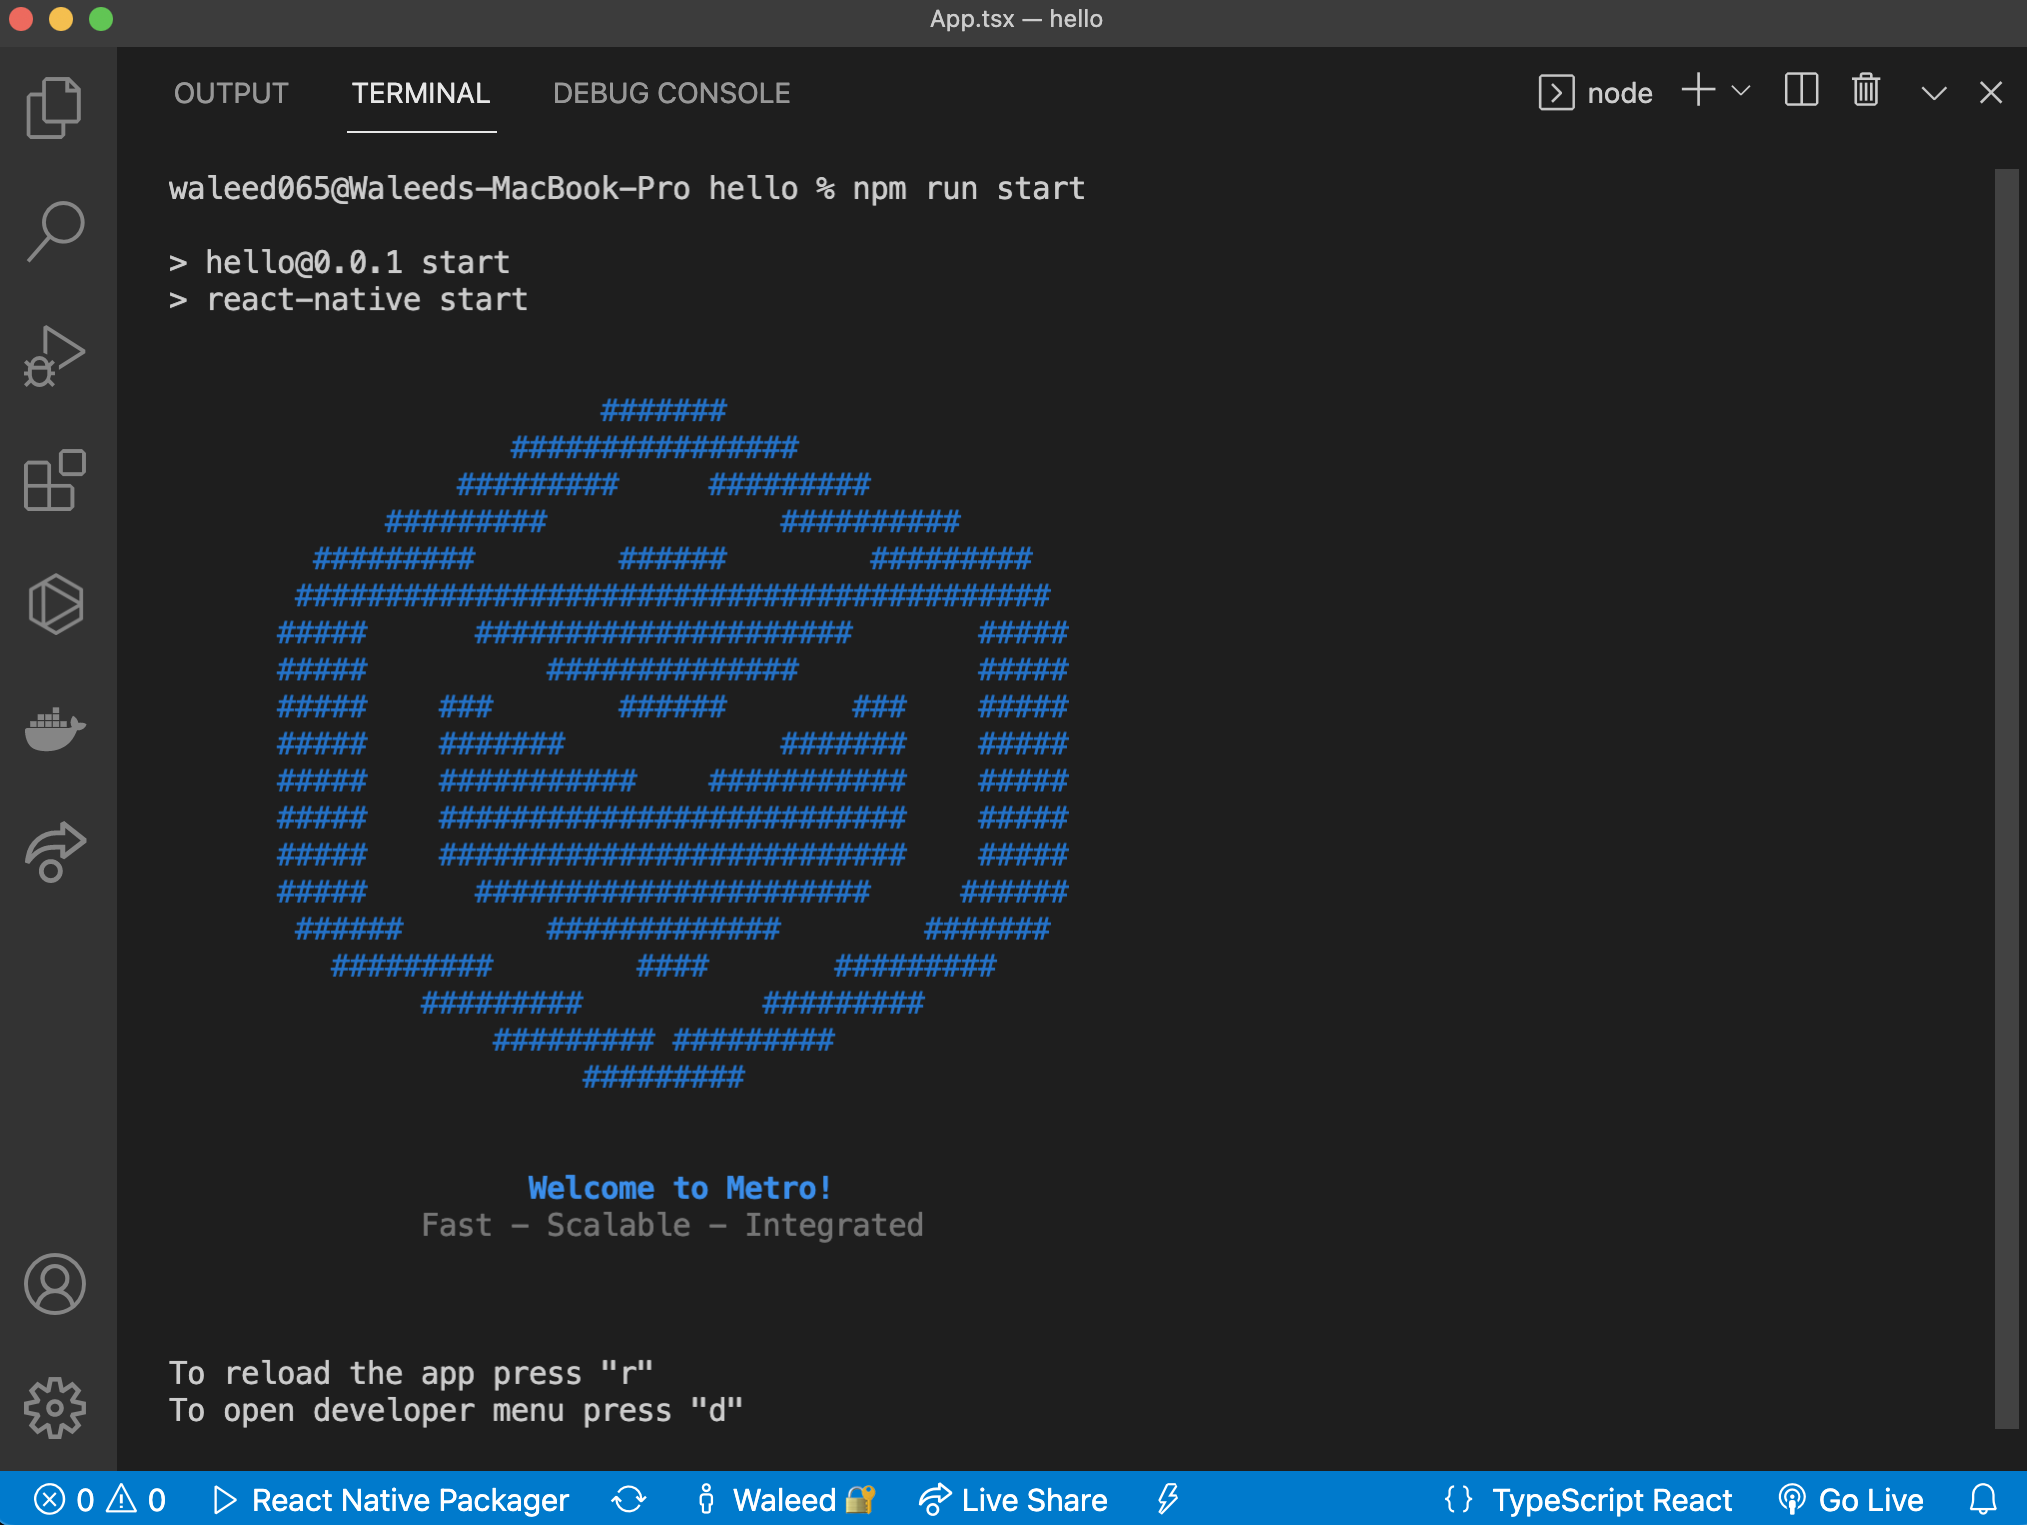 App.tsx — hello
OUTPUT TERMINAL DEBUG CONSOLE node
waleed065@Waleeds-MacBook-Pro hello % npm run start
> hello@0.0.1 start
> react-native start
#######
################
######### #########
######### ##########
######### ###### #########
##########################################
##### ##################### #####
##### ############## #####
##### ### ###### ### #####
##### ####### ####### #####
##### ########### ########### #####
##### ########################## #####
##### ########################## #####
##### ###################### ######
###### ############# #######
######### #### #########
######### #########
######### #########
#########
Welcome to Metro!
Fast - Scalable - Integrated
To reload the app press "r"
To open developer menu press "d"
0 0 React Native Packager Waleed 🔐 Live Share {} TypeScript React Go Live